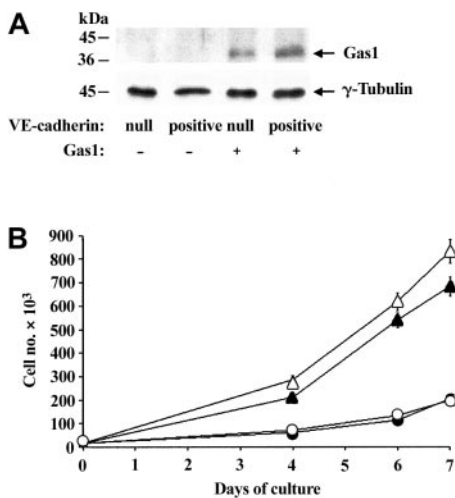 A
kDa
45
36
Gas1
45
γ-Tubulin
VE-cadherin: null positive null positive
Gas1: - - + +
B
Cell no. × 10³
900
800
700
600
500
400
300
200
100
0
0 1 2 3 4 5 6 7
Days of culture